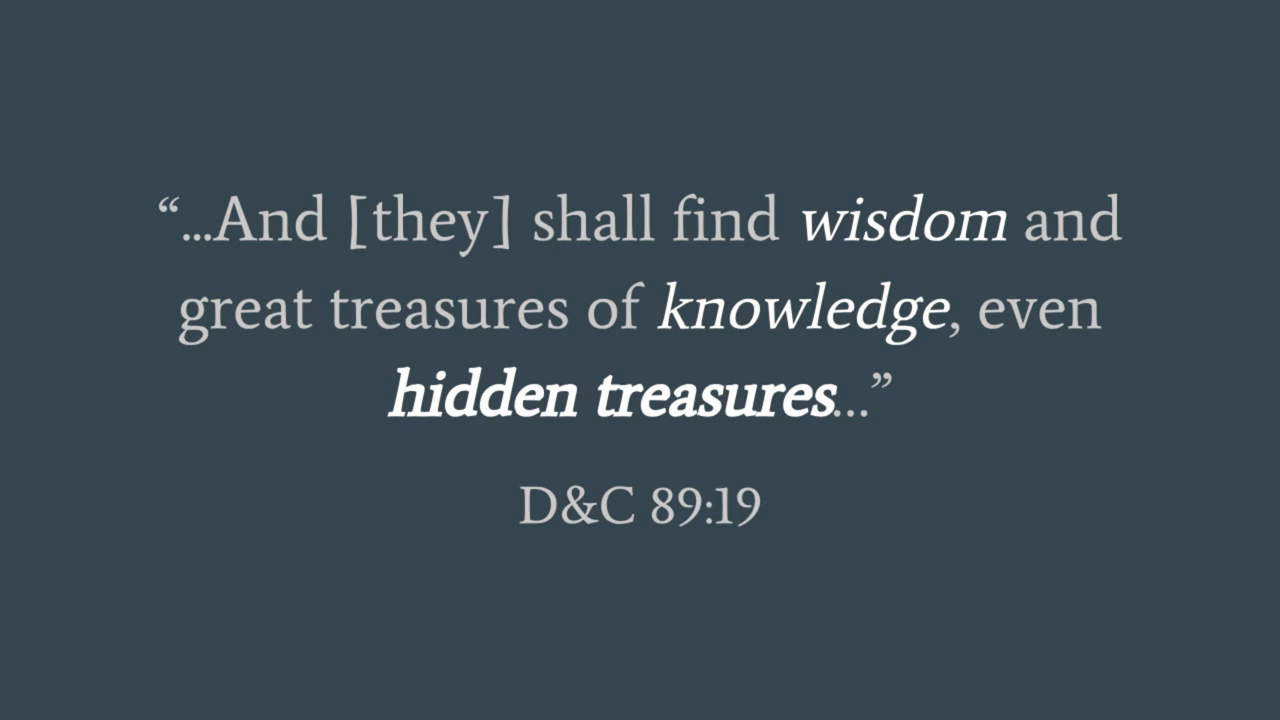 “...And [they] shall find wisdom and
great treasures of knowledge, even
hidden treasures...”
D&C 89:19